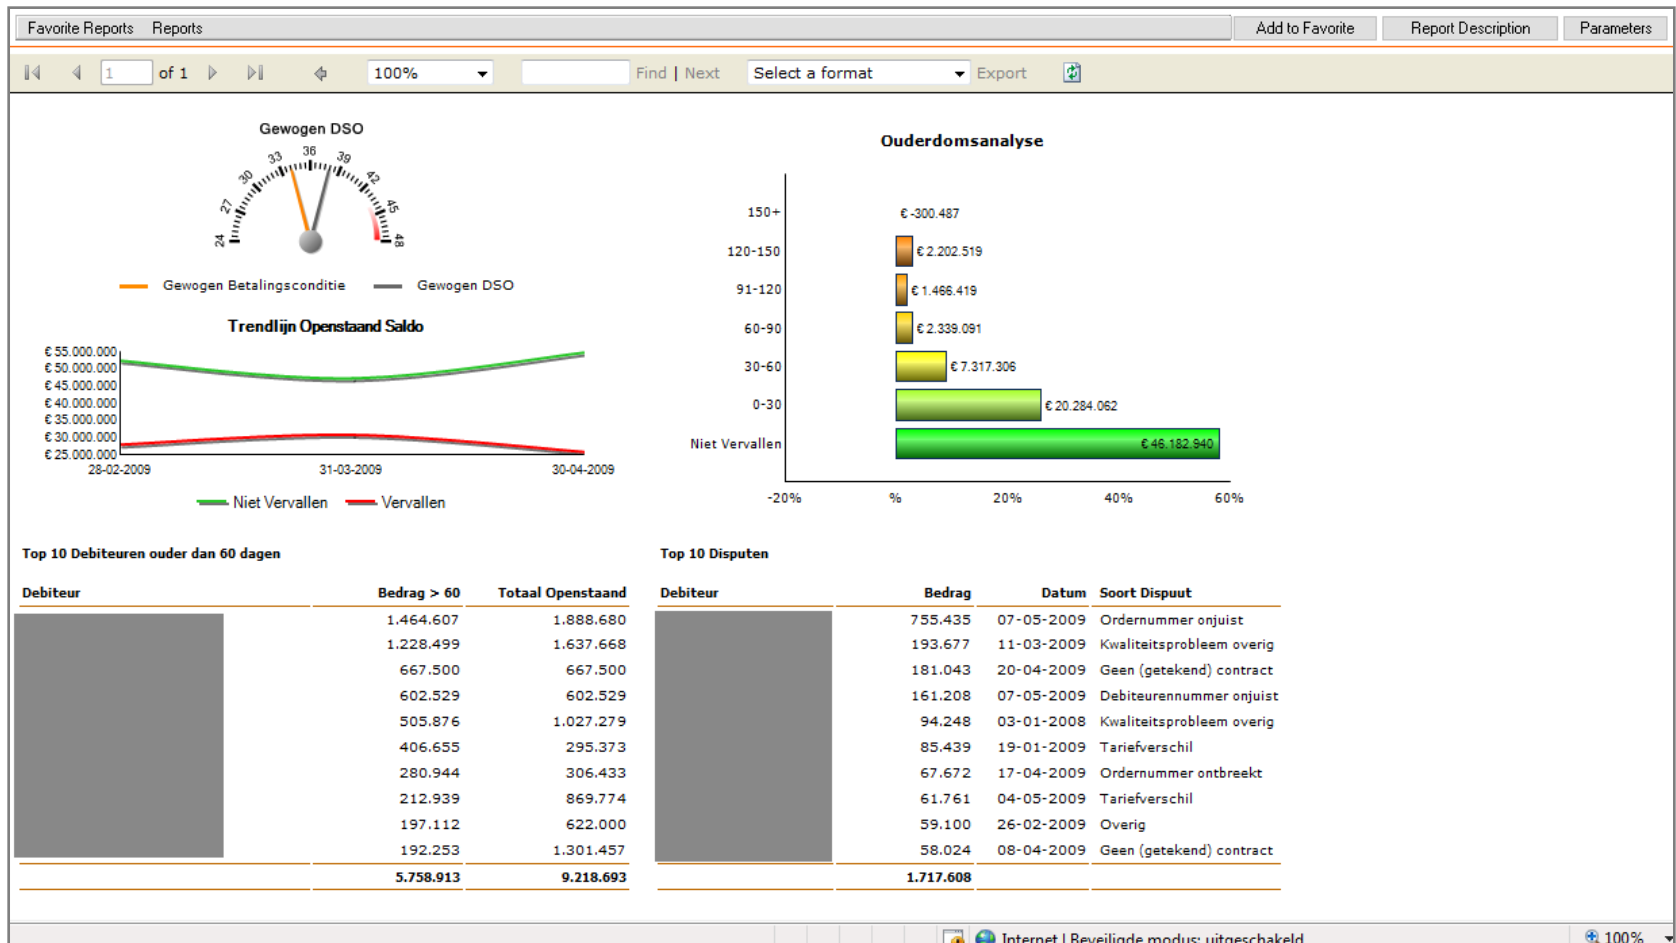 Favorite Reports Reports Add to Favorite Report Description Parameters
1 of 1 100% Find | Next Select a format Export
Gewogen DSO
24 27 30 33 36 39 42 45 48
Gewogen Betalingsconditie Gewogen DSO
Trendlijn Openstaand Saldo
€ 55.000.000
€ 50.000.000
€ 45.000.000
€ 40.000.000
€ 35.000.000
€ 30.000.000
€ 25.000.000
28-02-2009 31-03-2009 30-04-2009
Niet Vervallen Vervallen
Ouderdomsanalyse
150+ € -300.487
120-150 € 2.202.519
91-120 € 1.466.419
60-90 € 2.339.091
30-60 € 7.317.306
0-30 € 20.284.062
Niet Vervallen € 46.182.940
-20% % 20% 40% 60%
Top 10 Debiteuren ouder dan 60 dagen
Debiteur Bedrag > 60 Totaal Openstaand
1.464.607 1.888.680
1.228.499 1.637.668
667.500 667.500
602.529 602.529
505.876 1.027.279
406.655 295.373
280.944 306.433
212.939 869.774
197.112 622.000
192.253 1.301.457
5.758.913 9.218.693
Top 10 Disputen
Debiteur Bedrag Datum Soort Dispuut
755.435 07-05-2009 Ordernummer onjuist
193.677 11-03-2009 Kwaliteitsprobleem overig
181.043 20-04-2009 Geen (getekend) contract
161.208 07-05-2009 Debiteurennummer onjuist
94.248 03-01-2008 Kwaliteitsprobleem overig
85.439 19-01-2009 Tariefverschil
67.672 17-04-2009 Ordernummer ontbreekt
61.761 04-05-2009 Tariefverschil
59.100 26-02-2009 Overig
58.024 08-04-2009 Geen (getekend) contract
1.717.608
Internet | Beveiligde modus: uitgeschakeld 100%